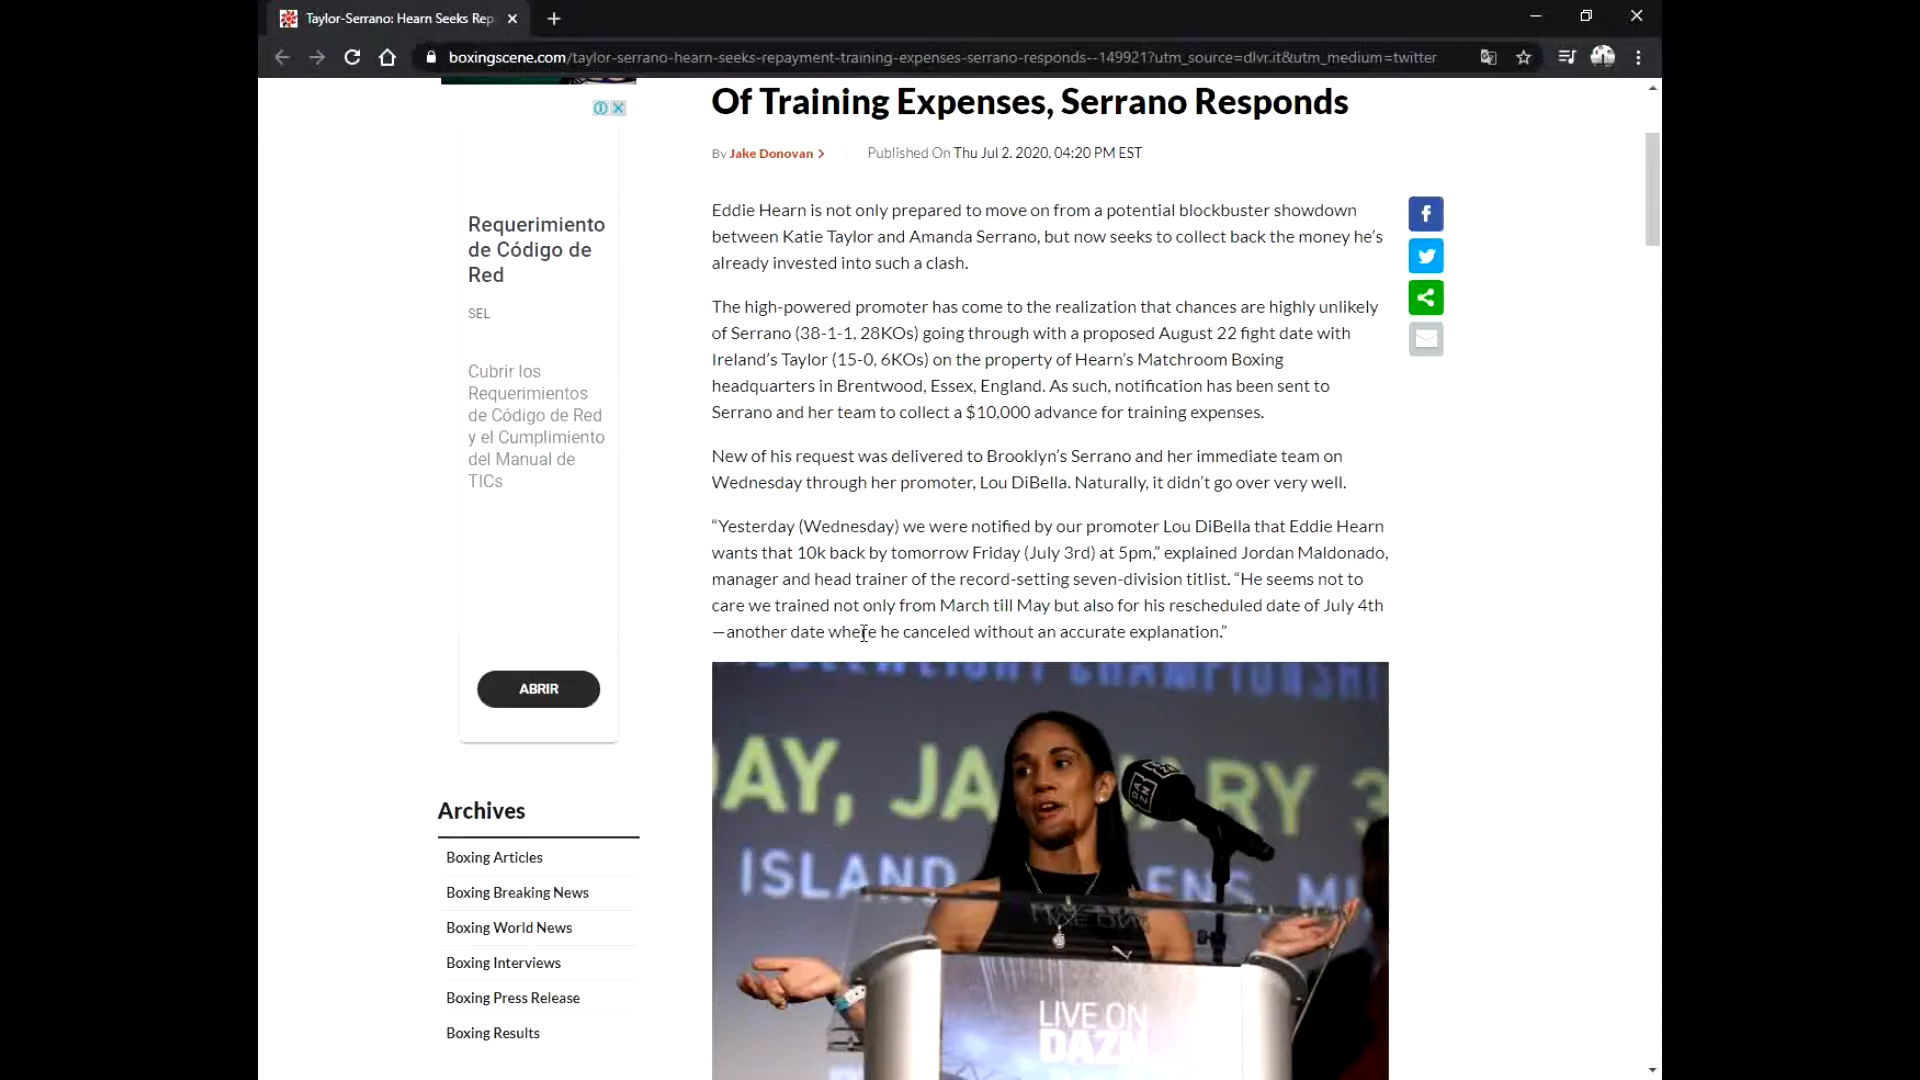 Taylor-Serrano: Hearn Seeks Rep
boxingscene.com/taylor-serrano-hearn-seeks-repayment-training-expenses-serrano-responds--149921?utm_source=dlvr.it&utm_medium=twitter
Of Training Expenses, Serrano Responds
By Jake Donovan > Published On Thu Jul 2, 2020, 04:20 PM EST
Eddie Hearn is not only prepared to move on from a potential blockbuster showdown
between Katie Taylor and Amanda Serrano, but now seeks to collect back the money he’s
already invested into such a clash.
The high-powered promoter has come to the realization that chances are highly unlikely
of Serrano (38-1-1, 28KOs) going through with a proposed August 22 fight date with
Ireland’s Taylor (15-0, 6KOs) on the property of Hearn’s Matchroom Boxing
headquarters in Brentwood, Essex, England. As such, notification has been sent to
Serrano and her team to collect a $10,000 advance for training expenses.
New of his request was delivered to Brooklyn’s Serrano and her immediate team on
Wednesday through her promoter, Lou DiBella. Naturally, it didn’t go over very well.
“Yesterday (Wednesday) we were notified by our promoter Lou DiBella that Eddie Hearn
wants that 10k back by tomorrow Friday (July 3rd) at 5pm,” explained Jordan Maldonado,
manager and head trainer of the record-setting seven-division titlist. “He seems not to
care we trained not only from March till May but also for his rescheduled date of July 4th
—another date where he canceled without an accurate explanation.”
Requerimiento
de Código de
Red
SEL
Cubrir los
Requerimientos
de Código de Red
y el Cumplimiento
del Manual de
TICs
ABRIR
Archives
Boxing Articles
Boxing Breaking News
Boxing World News
Boxing Interviews
Boxing Press Release
Boxing Results
CHAMPIONSHI
DAY, JANUARY 3
ISLAND
DAZN
LIVE ON
DAZN